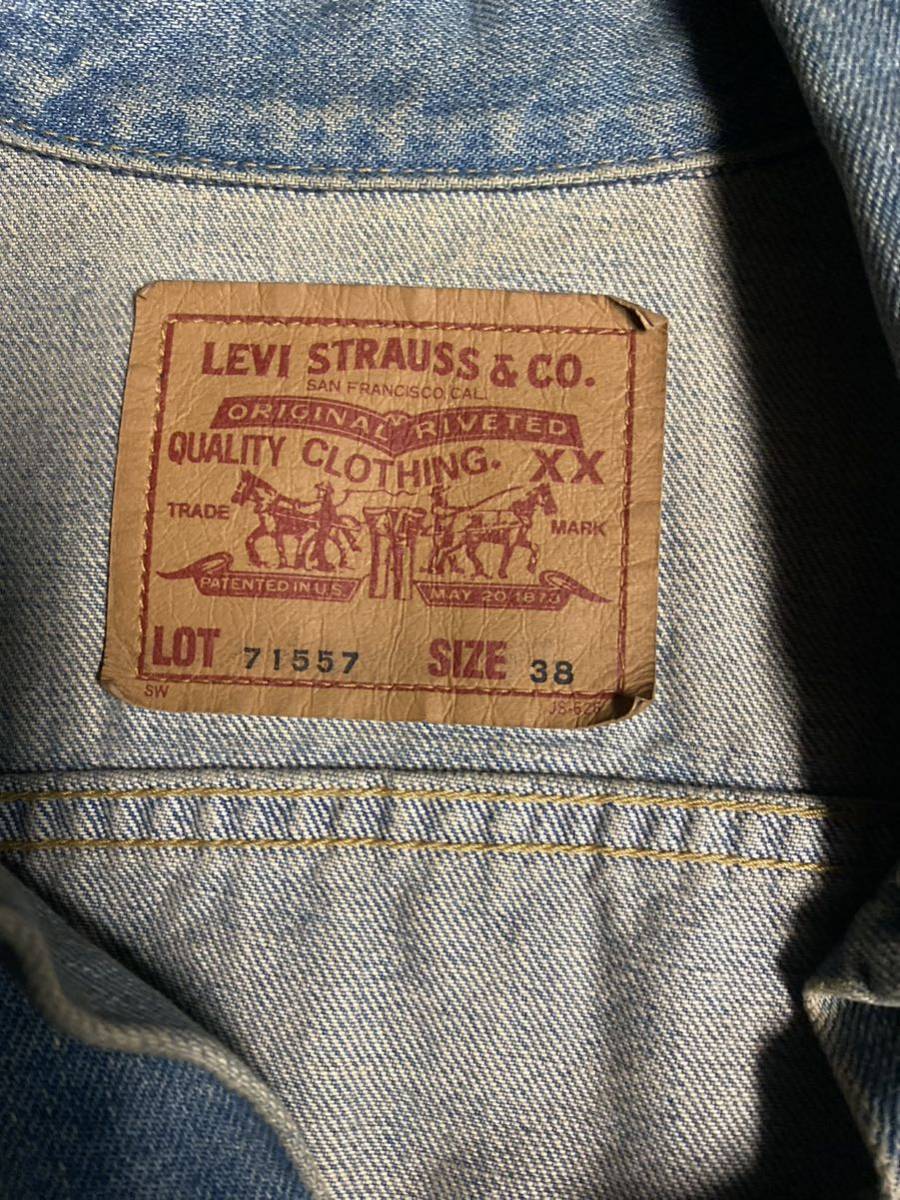 LEVI STRAUSS & CO.
SAN FRANCISCO CAL.
ORIGINAL RIVETED
QUALITY CLOTHING. XX
TRADE MARK
PATENTED IN U.S MAY 20 1873
LOT 71557 SIZE 38
SW